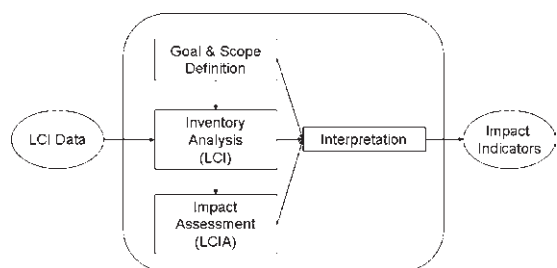 Goal & Scope
Definition
LCI Data
Inventory
Analysis
(LCI)
Interpretation
Impact
Indicators
Impact
Assessment
(LCIA)